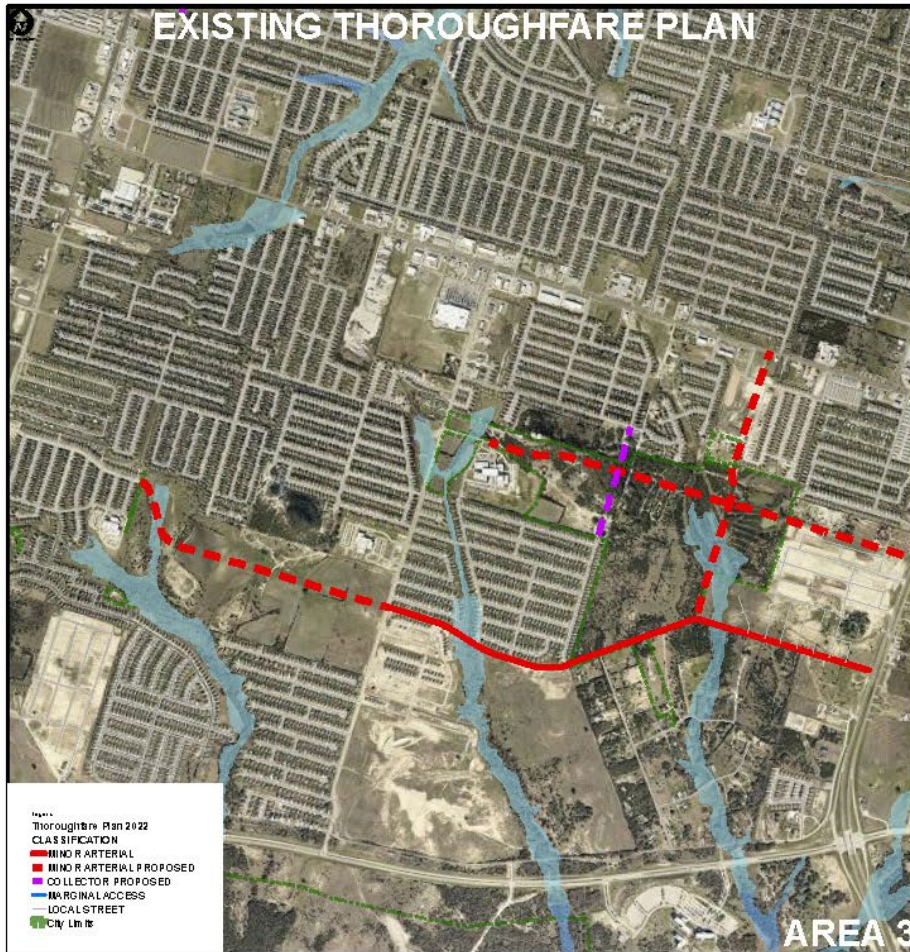 EXISTING THOROUGHFARE PLAN
Legend
Thoroughfare Plan 2022
CLASSIFICATION
MINOR ARTERIAL
MINOR ARTERIAL PROPOSED
COLLECTOR PROPOSED
MARGINAL ACCESS
LOCAL STREET
City Limits
AREA 3